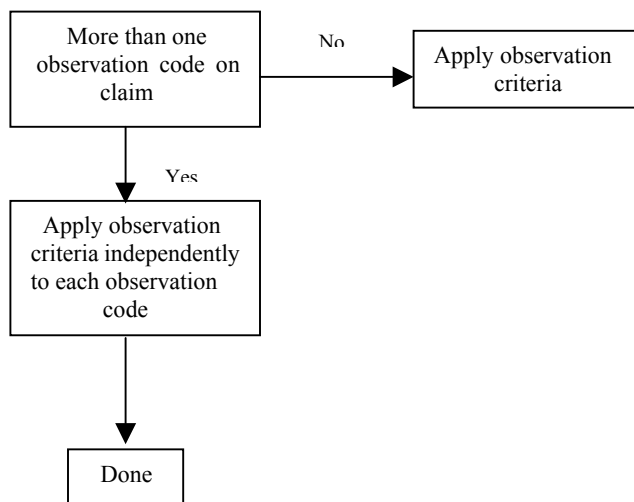 More than one
observation code on
claim
No
Apply observation
criteria
Yes
Apply observation
criteria independently
to each observation
code
Done